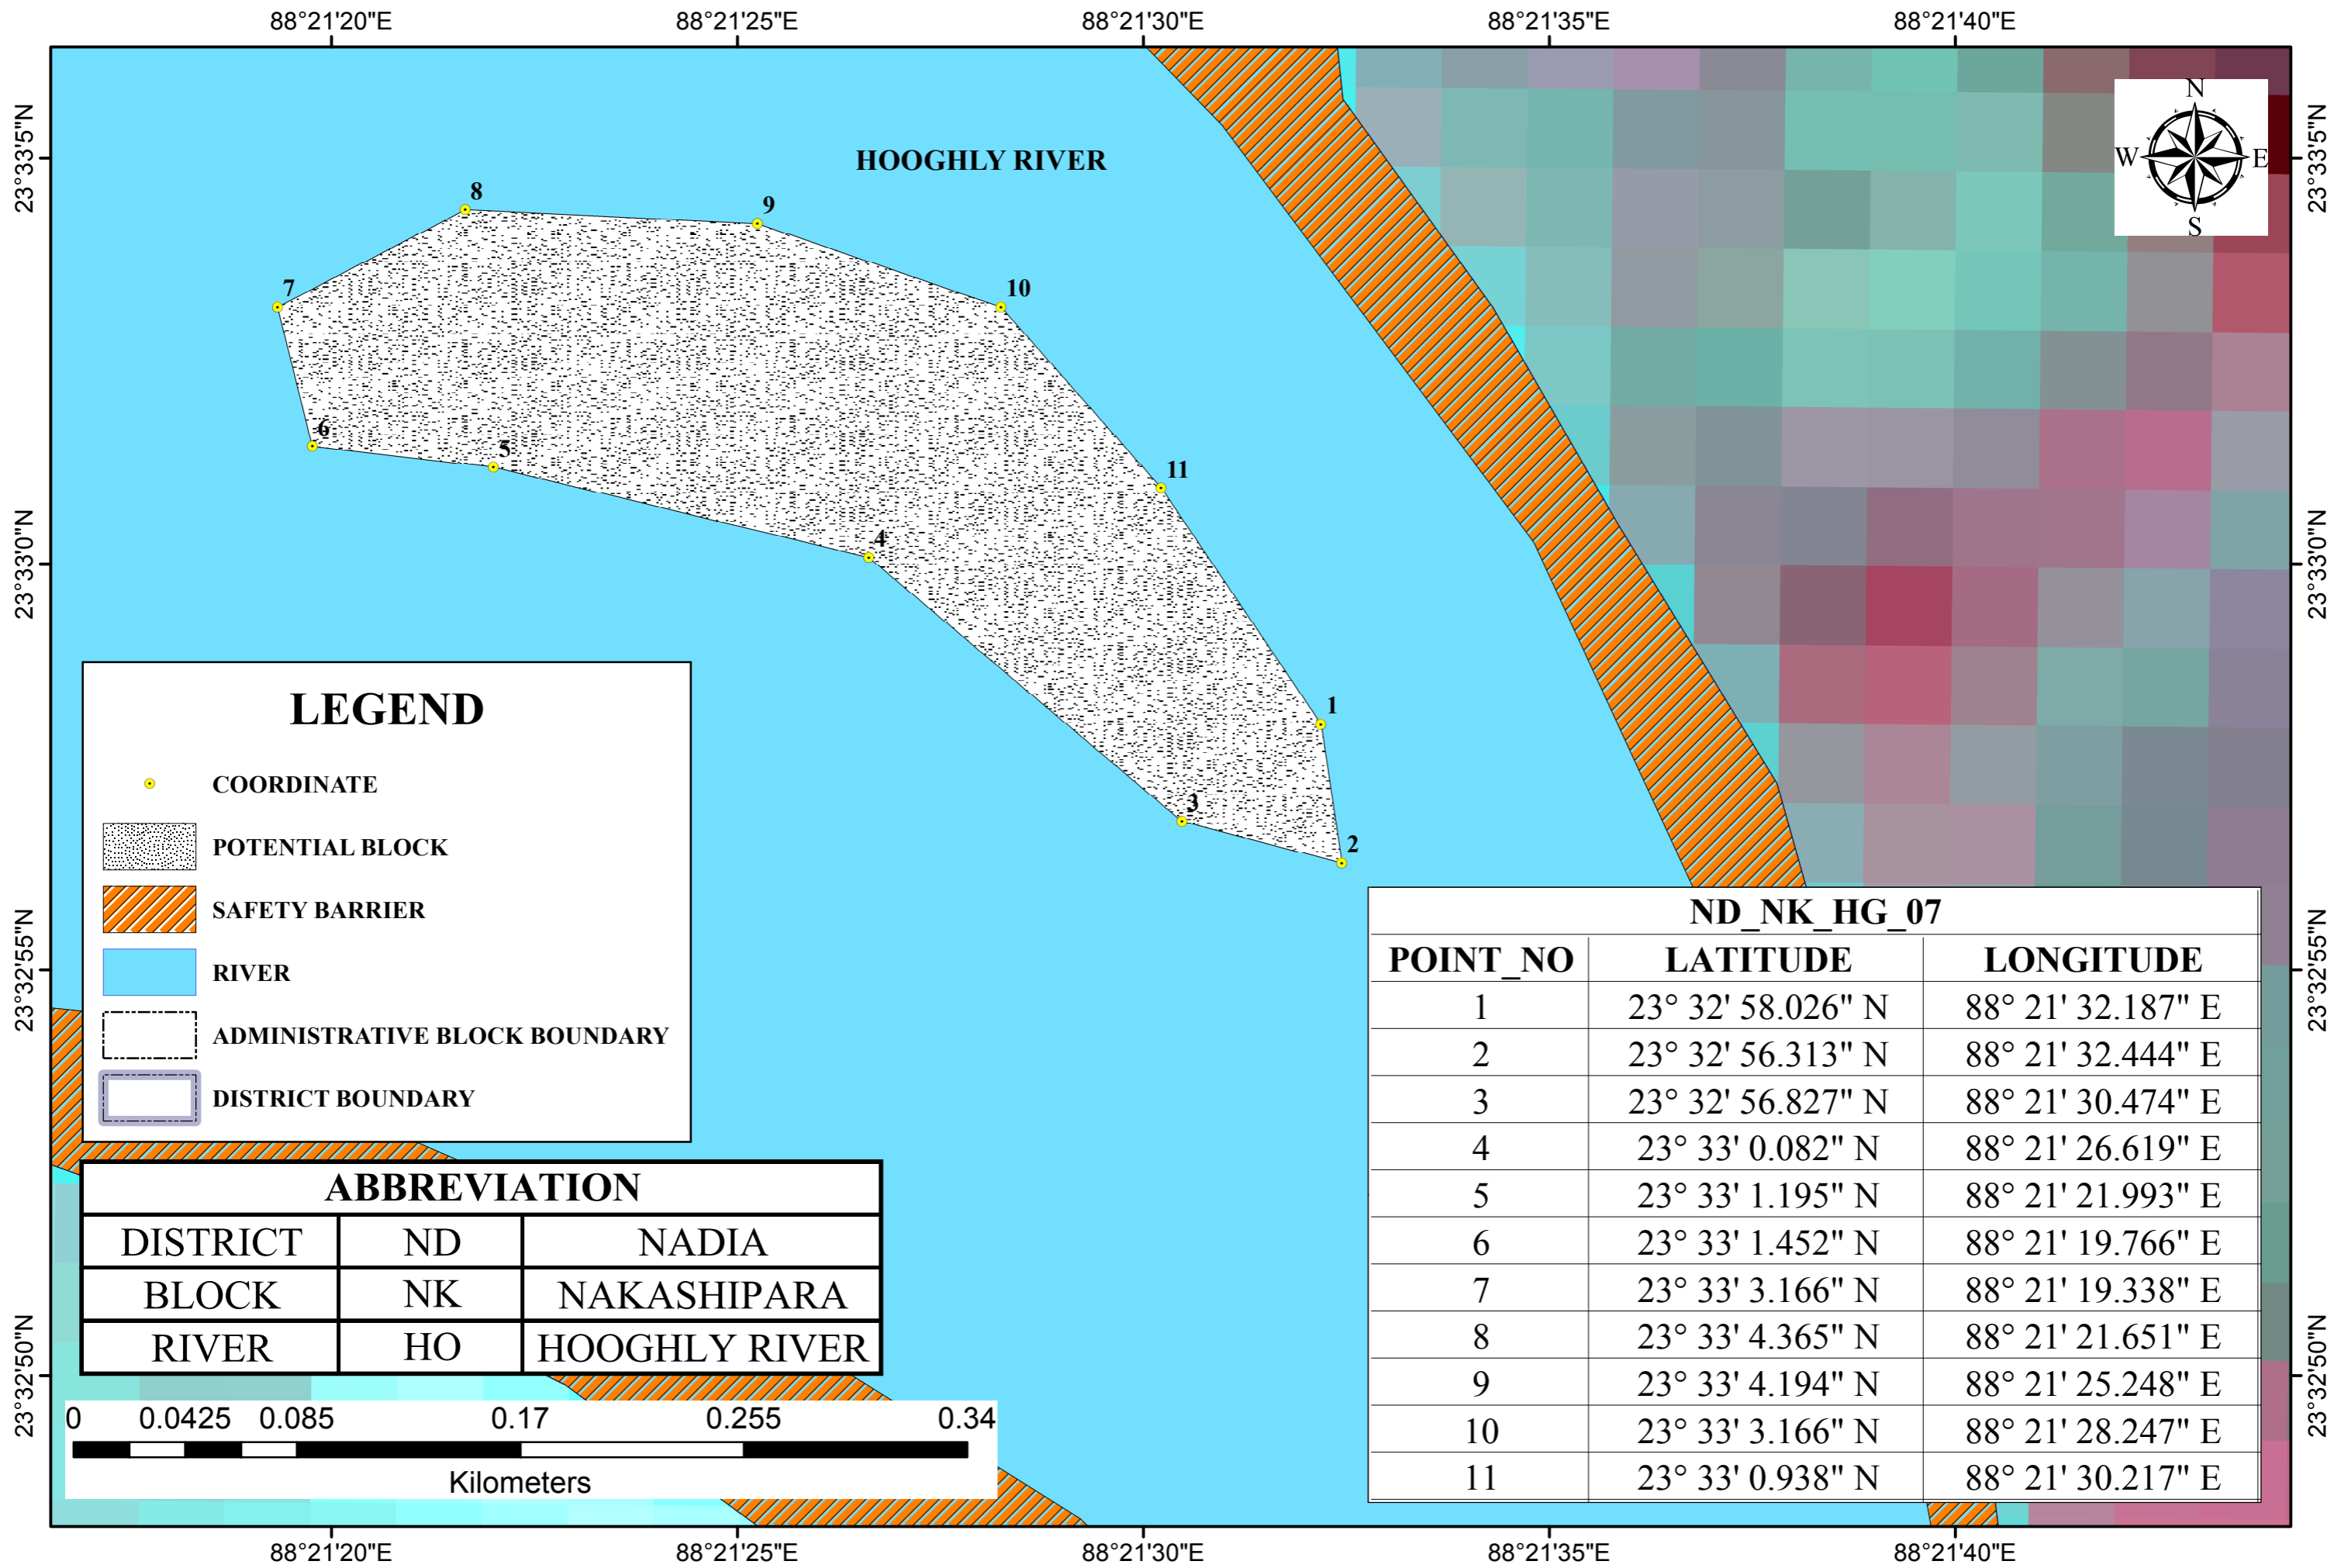 88°21'20"E 88°21'25"E 88°21'30"E 88°21'35"E 88°21'40"E
23°33'5"N
23°33'0"N
23°32'55"N
23°32'50"N
HOOGHLY RIVER
N
W E
S
23°33'5"N
23°33'0"N
23°32'55"N
23°32'50"N
8
9
7
10
6
5
11
4
1
3
2
LEGEND
COORDINATE
POTENTIAL BLOCK
SAFETY BARRIER
RIVER
ADMINISTRATIVE BLOCK BOUNDARY
DISTRICT BOUNDARY
ABBREVIATION
DISTRICT ND NADIA
BLOCK NK NAKASHIPARA
RIVER HO HOOGHLY RIVER
0 0.0425 0.085 0.17 0.255 0.34
Kilometers
ND_NK_HG_07
POINT_NO LATITUDE LONGITUDE
1 23° 32' 58.026" N 88° 21' 32.187" E
2 23° 32' 56.313" N 88° 21' 32.444" E
3 23° 32' 56.827" N 88° 21' 30.474" E
4 23° 33' 0.082" N 88° 21' 26.619" E
5 23° 33' 1.195" N 88° 21' 21.993" E
6 23° 33' 1.452" N 88° 21' 19.766" E
7 23° 33' 3.166" N 88° 21' 19.338" E
8 23° 33' 4.365" N 88° 21' 21.651" E
9 23° 33' 4.194" N 88° 21' 25.248" E
10 23° 33' 3.166" N 88° 21' 28.247" E
11 23° 33' 0.938" N 88° 21' 30.217" E
88°21'20"E 88°21'25"E 88°21'30"E 88°21'35"E 88°21'40"E